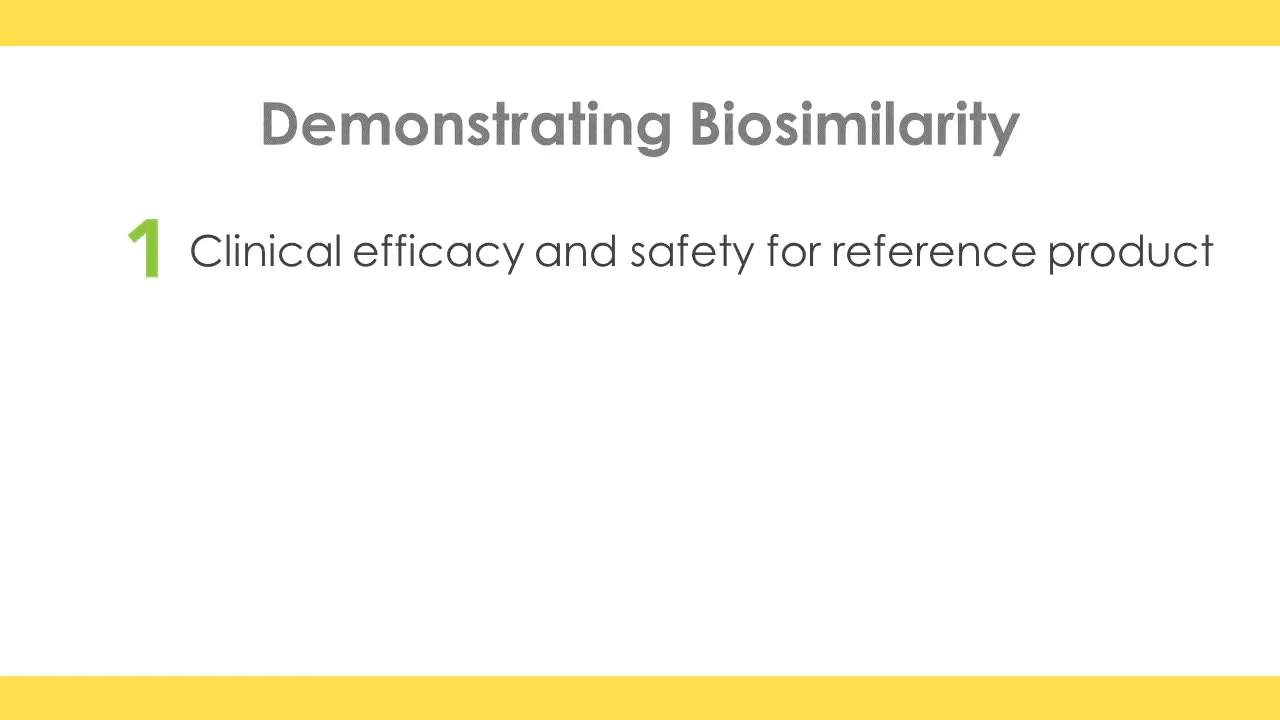 Demonstrating Biosimilarity
1 Clinical efficacy and safety for reference product